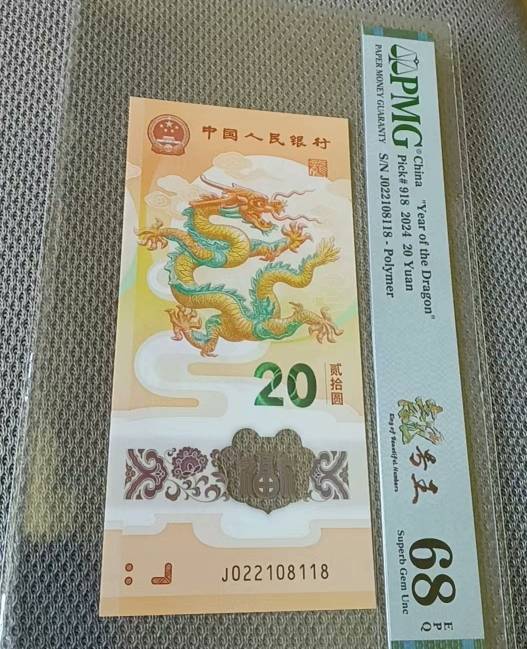 中国人民银行
20
贰拾圆
J022108118
PMG
PAPER MONEY GUARANTY
China "Year of the Dragon"
Pick# 918 2024 20 Yuan
S/N J022108118 - Polymer
King of Beautiful Numbers
68 EPQ
Superb Gem Unc